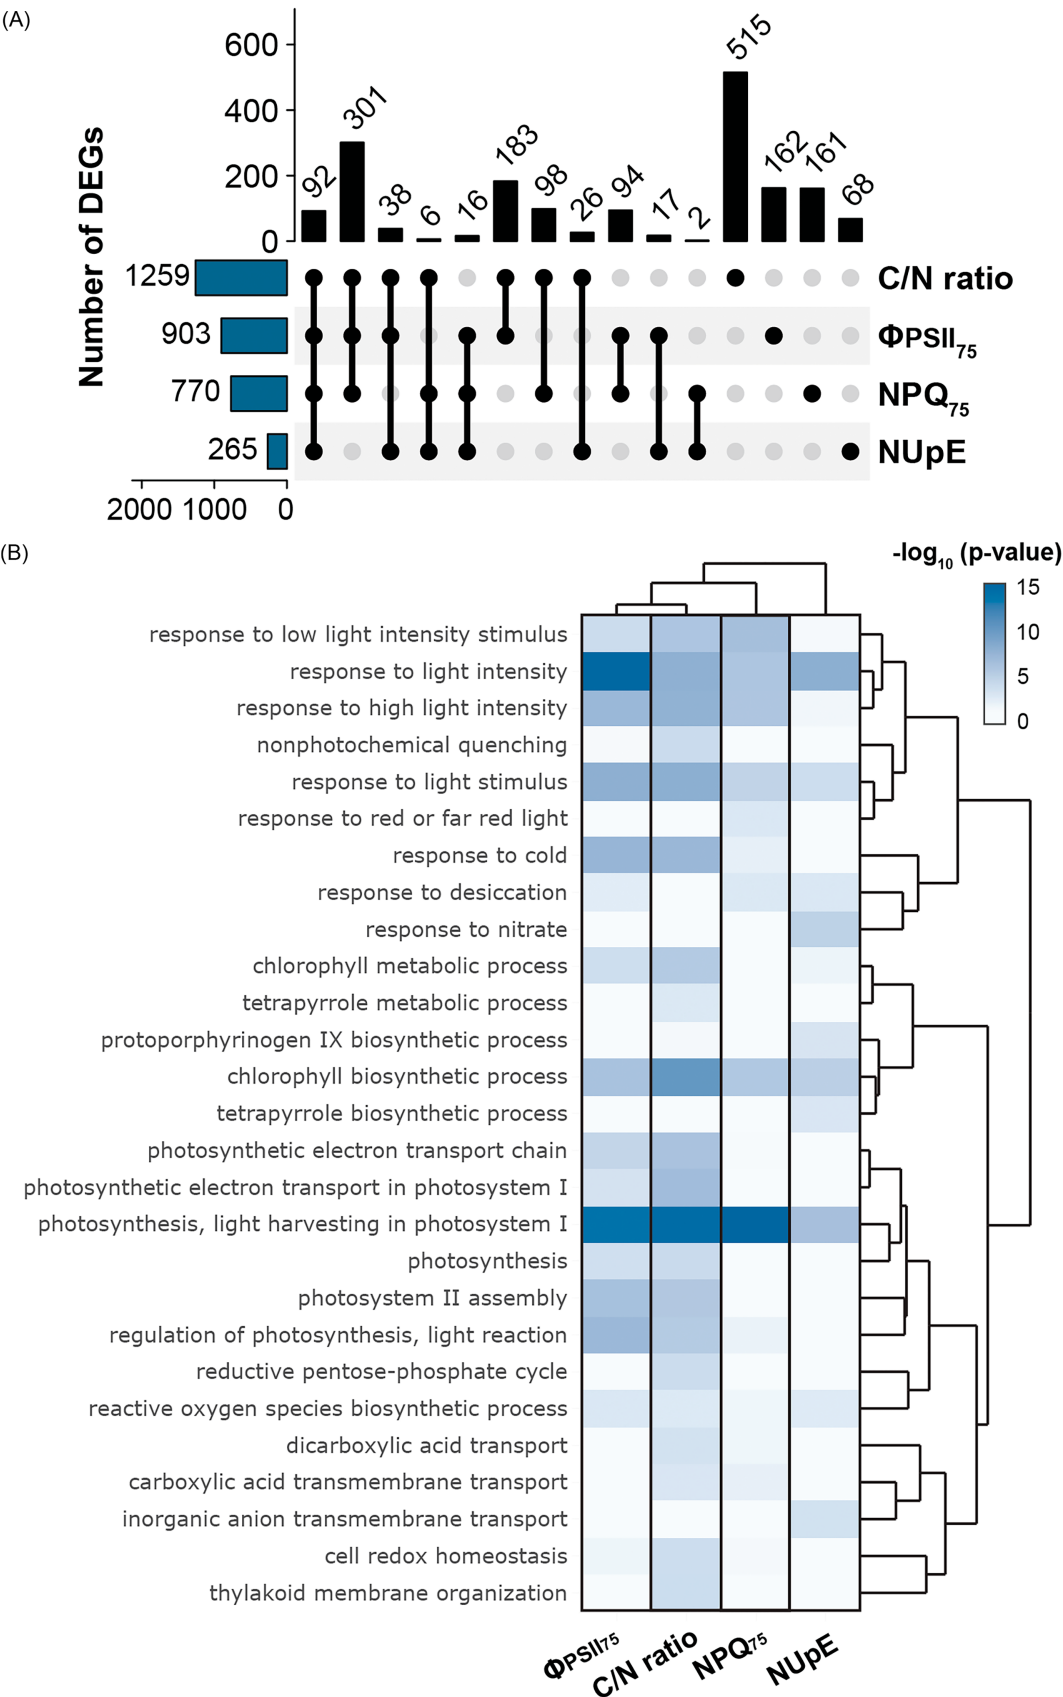 (A)
Number of DEGs
600
400
200
0
92
301
38
6
16
183
98
26
94
17
2
515
162
161
68
1259
C/N ratio
903
ΦPSII75
770
NPQ75
265
NUpE
2000 1000 0
(B)
-log10 (p-value)
15
10
5
0
response to low light intensity stimulus
response to light intensity
response to high light intensity
nonphotochemical quenching
response to light stimulus
response to red or far red light
response to cold
response to desiccation
response to nitrate
chlorophyll metabolic process
tetrapyrrole metabolic process
protoporphyrinogen IX biosynthetic process
chlorophyll biosynthetic process
tetrapyrrole biosynthetic process
photosynthetic electron transport chain
photosynthetic electron transport in photosystem I
photosynthesis, light harvesting in photosystem I
photosynthesis
photosystem II assembly
regulation of photosynthesis, light reaction
reductive pentose-phosphate cycle
reactive oxygen species biosynthetic process
dicarboxylic acid transport
carboxylic acid transmembrane transport
inorganic anion transmembrane transport
cell redox homeostasis
thylakoid membrane organization
ΦPSII75
C/N ratio
NPQ75
NUpE